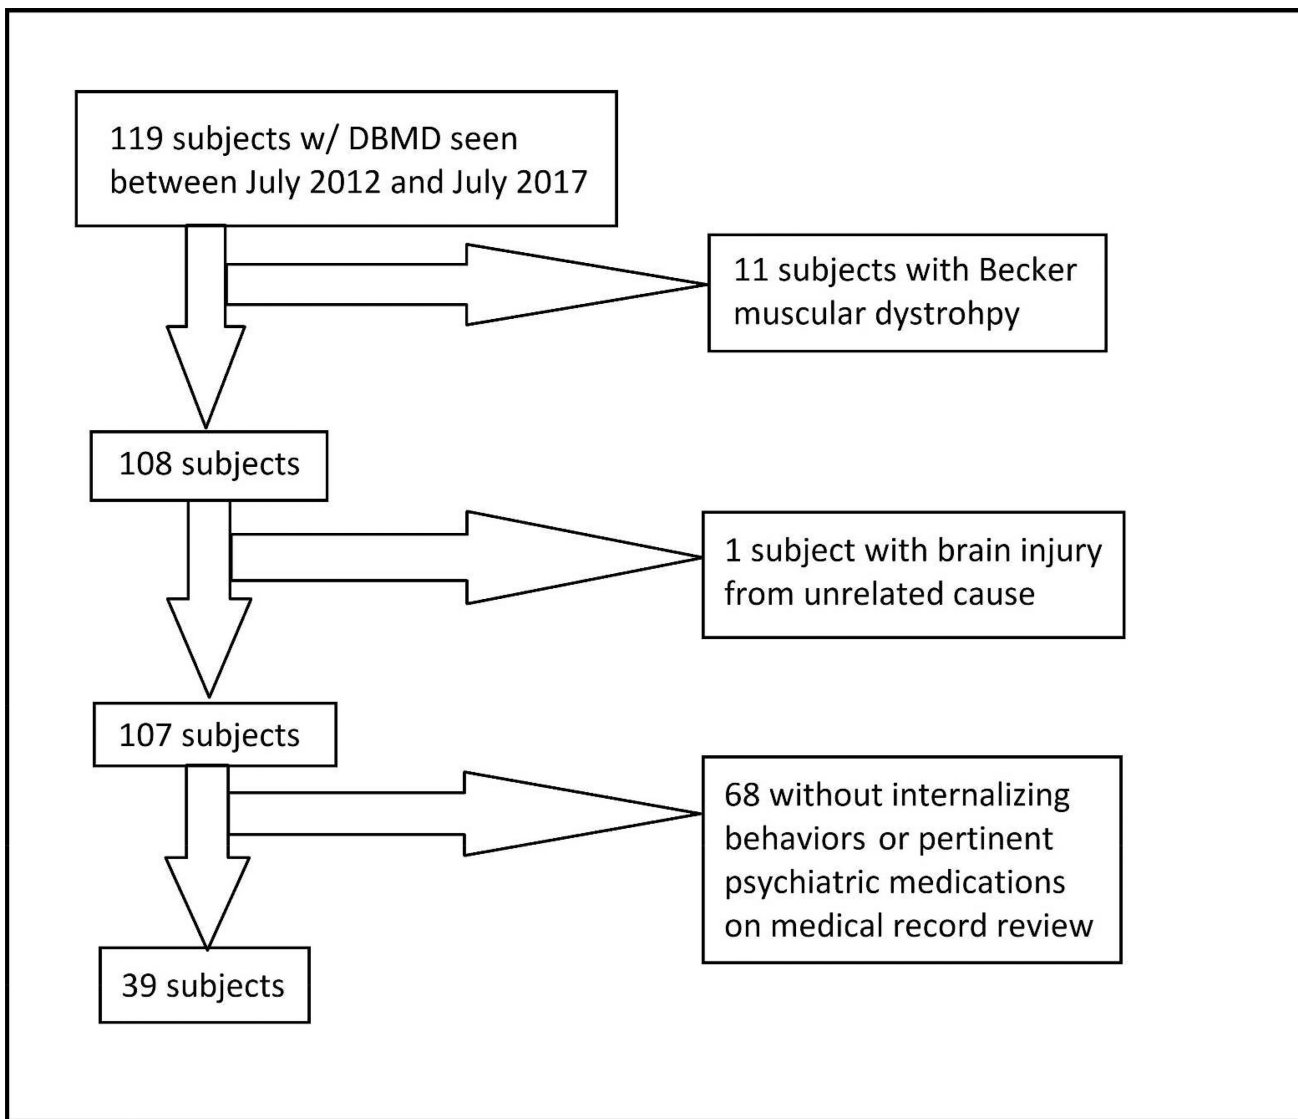 119 subjects w/ DBMD seen
between July 2012 and July 2017
11 subjects with Becker
muscular dystrohpy
108 subjects
1 subject with brain injury
from unrelated cause
107 subjects
68 without internalizing
behaviors or pertinent
psychiatric medications
on medical record review
39 subjects